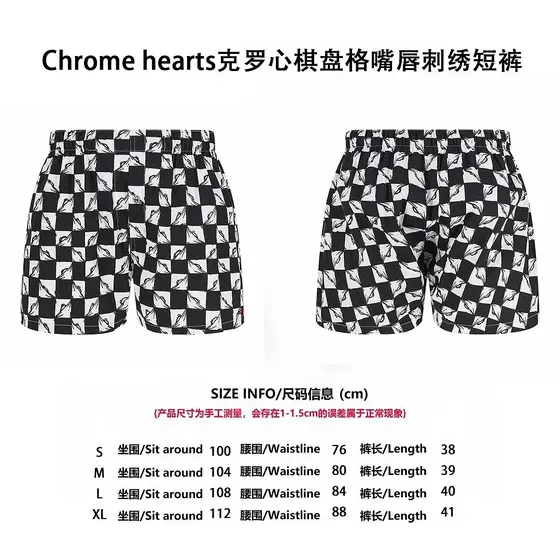 Chrome hearts克罗心棋盘格嘴唇刺绣短裤
SIZE INFO/尺码信息 (cm)
(产品尺寸为手工测量，会存在1-1.5cm的误差属于正常现象)
S 坐围/Sit around 100 腰围/Waistline 76 裤长/Length 38
M 坐围/Sit around 104 腰围/Waistline 80 裤长/Length 39
L 坐围/Sit around 108 腰围/Waistline 84 裤长/Length 40
XL 坐围/Sit around 112 腰围/Waistline 88 裤长/Length 41